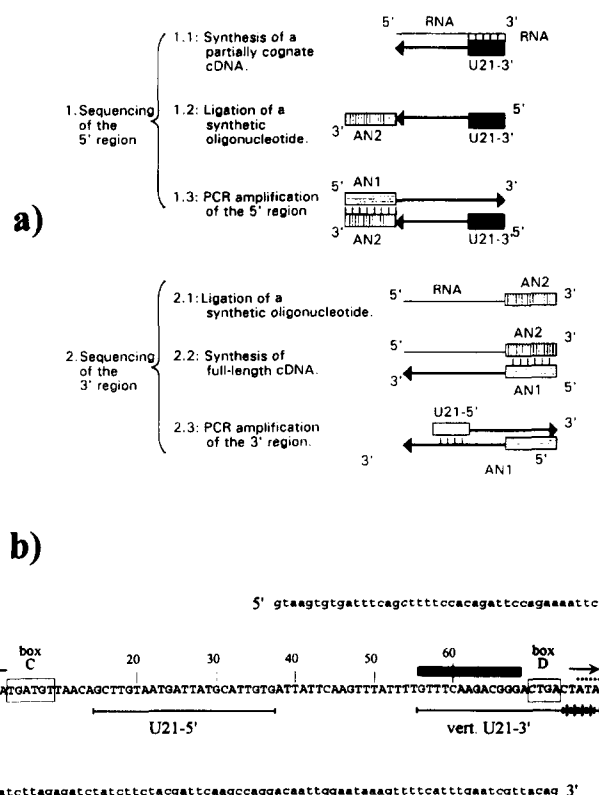 5' RNA 3'
1.1: Synthesis of a RNA
partially cognate
cDNA.
U21-3'
1. Sequencing
of the
5' region
1.2: Ligation of a 5'
synthetic
oligonucleotide.
3' AN2 U21-3'
5' AN1 3'
1.3: PCR amplification
of the 5' region
3' AN2 U21-3' 5'
a)
AN2
5' RNA 3'
2.1: Ligation of a
synthetic oligonucleotide.
2. Sequencing
of the
3' region
AN2
5' 3'
2.2: Synthesis of
full-length cDNA.
3' AN1 5'
U21-5'
3'
2.3: PCR amplification
of the 3' region.
3' 5'
AN1
b)
5' gtaagtgtgatttcagcttttccacagattccagaaaattc
box C
box D
20 30 40 50 60
ATGATGTTAACAGCTTGTAATGATTATGCATTGTGATTATTCAAGTTTATTTTGTTTCAAGACGGGACTGACTATA
U21-5' vert. U21-3'
atcttagagatctatcttctacgattcaagccaggacaattggaataaagttttcatttgaatcgttacag 3'